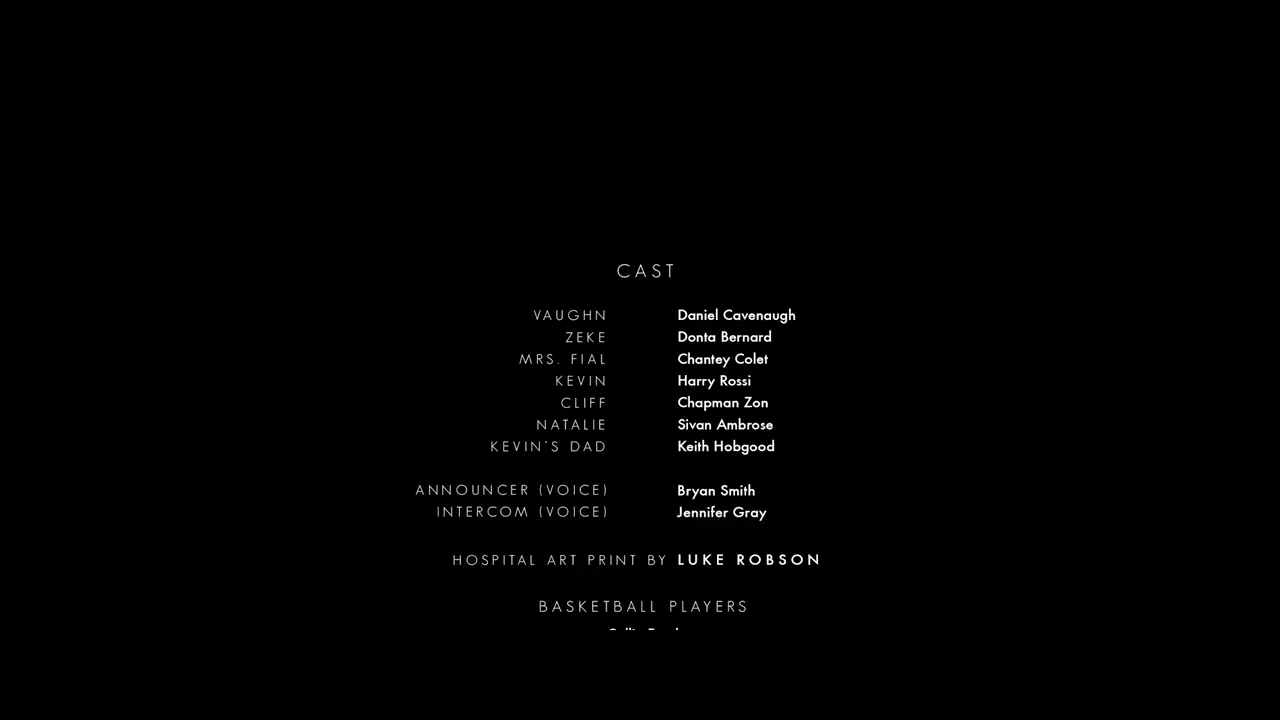 CAST
VAUGHN Daniel Cavenaugh
ZEKE Donta Bernard
MRS. FIAL Chantey Colet
KEVIN Harry Rossi
CLIFF Chapman Zon
NATALIE Sivan Ambrose
KEVIN'S DAD Keith Hobgood
ANNOUNCER (VOICE) Bryan Smith
INTERCOM (VOICE) Jennifer Gray
HOSPITAL ART PRINT BY LUKE ROBSON
BASKETBALL PLAYERS